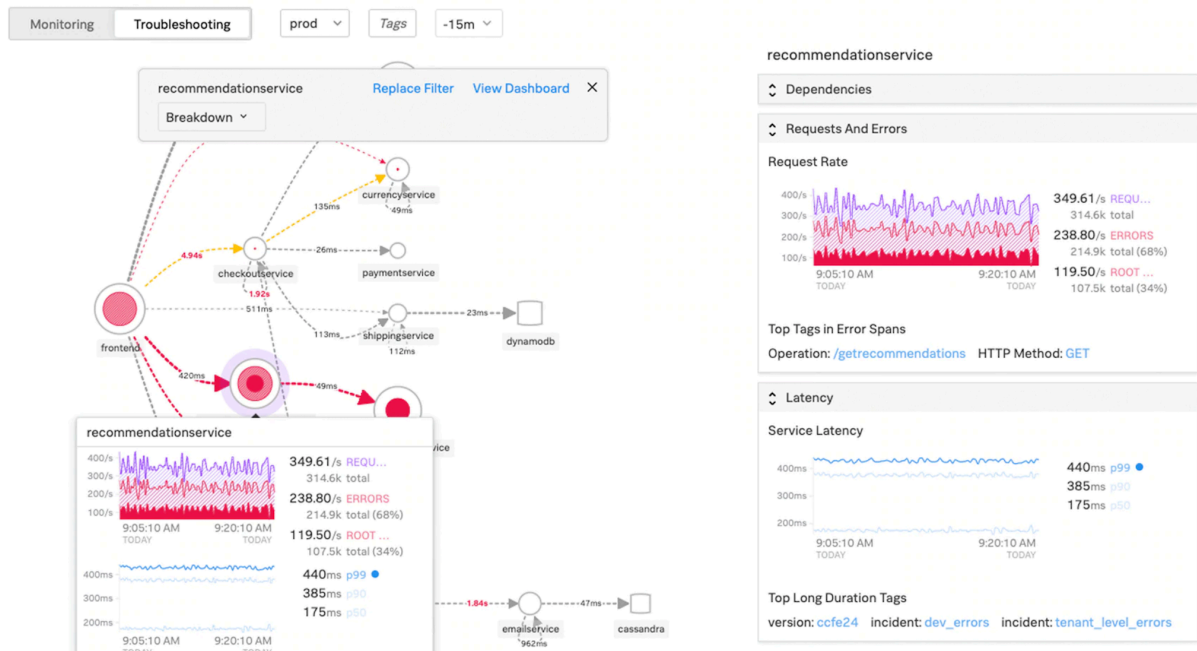 Monitoring
Troubleshooting
prod
Tags
-15m
recommendationservice
Replace Filter
View Dashboard
Breakdown
currencyservice
49ms
135ms
4.94s
26ms
checkoutservice
paymentservice
1.92s
511ms
113ms
shippingservice
112ms
23ms
dynamodb
frontend
420ms
49ms
vice
recommendationservice
400/s
300/s
200/s
100/s
9:05:10 AM
TODAY
9:20:10 AM
TODAY
349.61/s REQU...
314.6k total
238.80/s ERRORS
214.9k total (68%)
119.50/s ROOT ...
107.5k total (34%)
400ms
300ms
200ms
9:05:10 AM
TODAY
9:20:10 AM
TODAY
440ms p99
385ms p90
175ms p50
1.84s
emailservice
962ms
47ms
cassandra
recommendationservice
Dependencies
Requests And Errors
Request Rate
400/s
300/s
200/s
100/s
9:05:10 AM
TODAY
9:20:10 AM
TODAY
349.61/s REQU...
314.6k total
238.80/s ERRORS
214.9k total (68%)
119.50/s ROOT ...
107.5k total (34%)
Top Tags in Error Spans
Operation: /getrecommendations HTTP Method: GET
Latency
Service Latency
400ms
300ms
200ms
9:05:10 AM
TODAY
9:20:10 AM
TODAY
440ms p99
385ms p90
175ms p50
Top Long Duration Tags
version: ccfe24 incident: dev_errors incident: tenant_level_errors